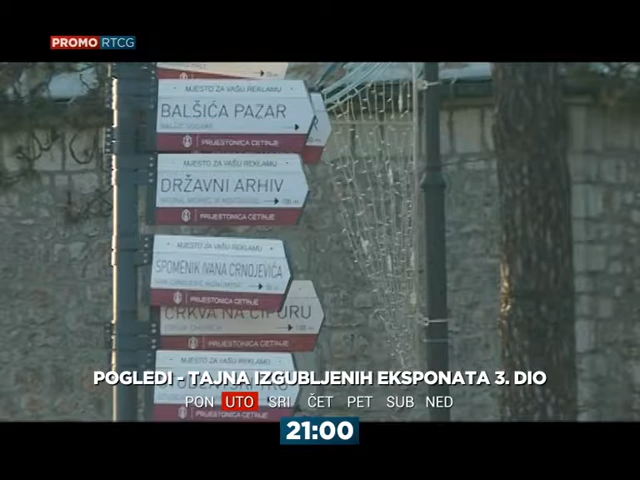 PROMO RTCG
MJESTO ZA VAŠU REKLAMU
BALŠIĆA PAZAR
PRIJESTONICA CETINJE
MJESTO ZA VAŠU REKLAMU
DRŽAVNI ARHIV
PRIJESTONICA CETINJE
MJESTO ZA VAŠU REKLAMU
SPOMENIK IVANA CRNOJEVIĆA
PRIJESTONICA CETINJE
CRKVA NA ĆIPURU
PRIJESTONICA CETINJE
MJESTO ZA VAŠU REKLAMU
POGLEDI - TAJNA IZGUBLJENIH EKSPONATA 3. DIO
PON UTO SRI ČET PET SUB NED
PRIJESTONICA CETINJE
21:00